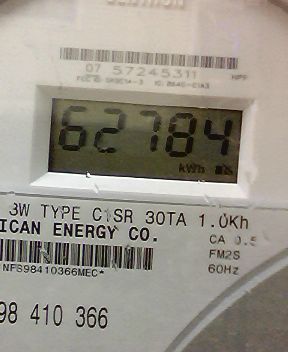 07 57245311
62784
kWh
3W TYPE C1SR 30TA 1.0Kh
ICAN ENERGY CO.
CA 0.5
NFS98410366MEC*
FM2S
60Hz
98 410 366